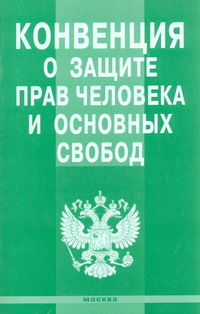 КОНВЕНЦИЯ
О ЗАЩИТЕ
ПРАВ ЧЕЛОВЕКА
И ОСНОВНЫХ
СВОБОД
МОСКВА